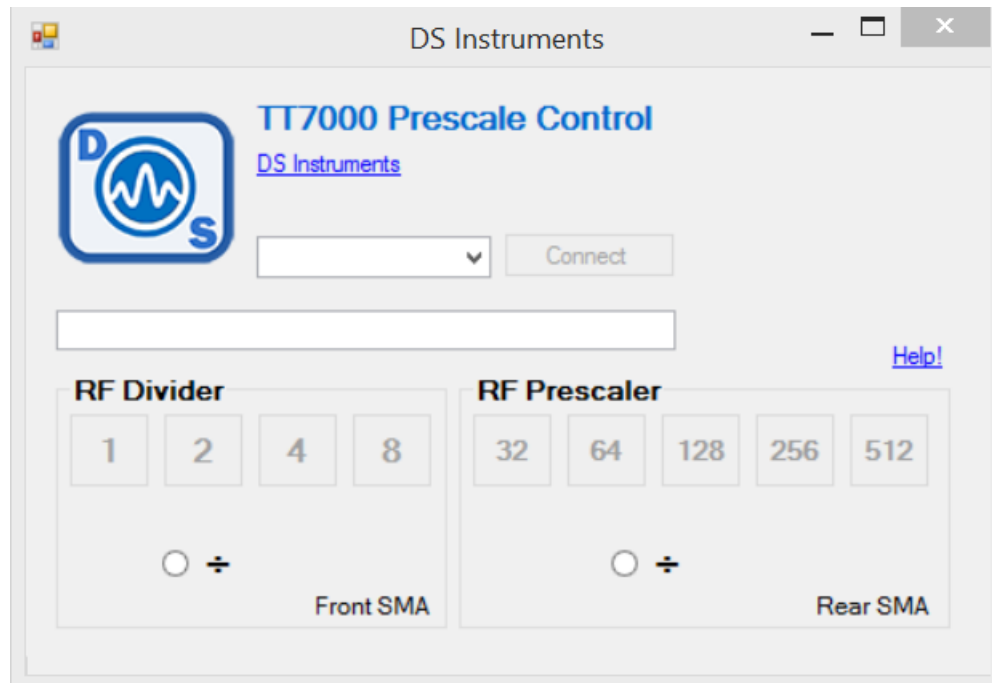 DS Instruments
TT7000 Prescale Control
DS Instruments
D
S
Connect
Help!
RF Divider
RF Prescaler
1 2 4 8
32 64 128 256 512
÷
÷
Front SMA
Rear SMA